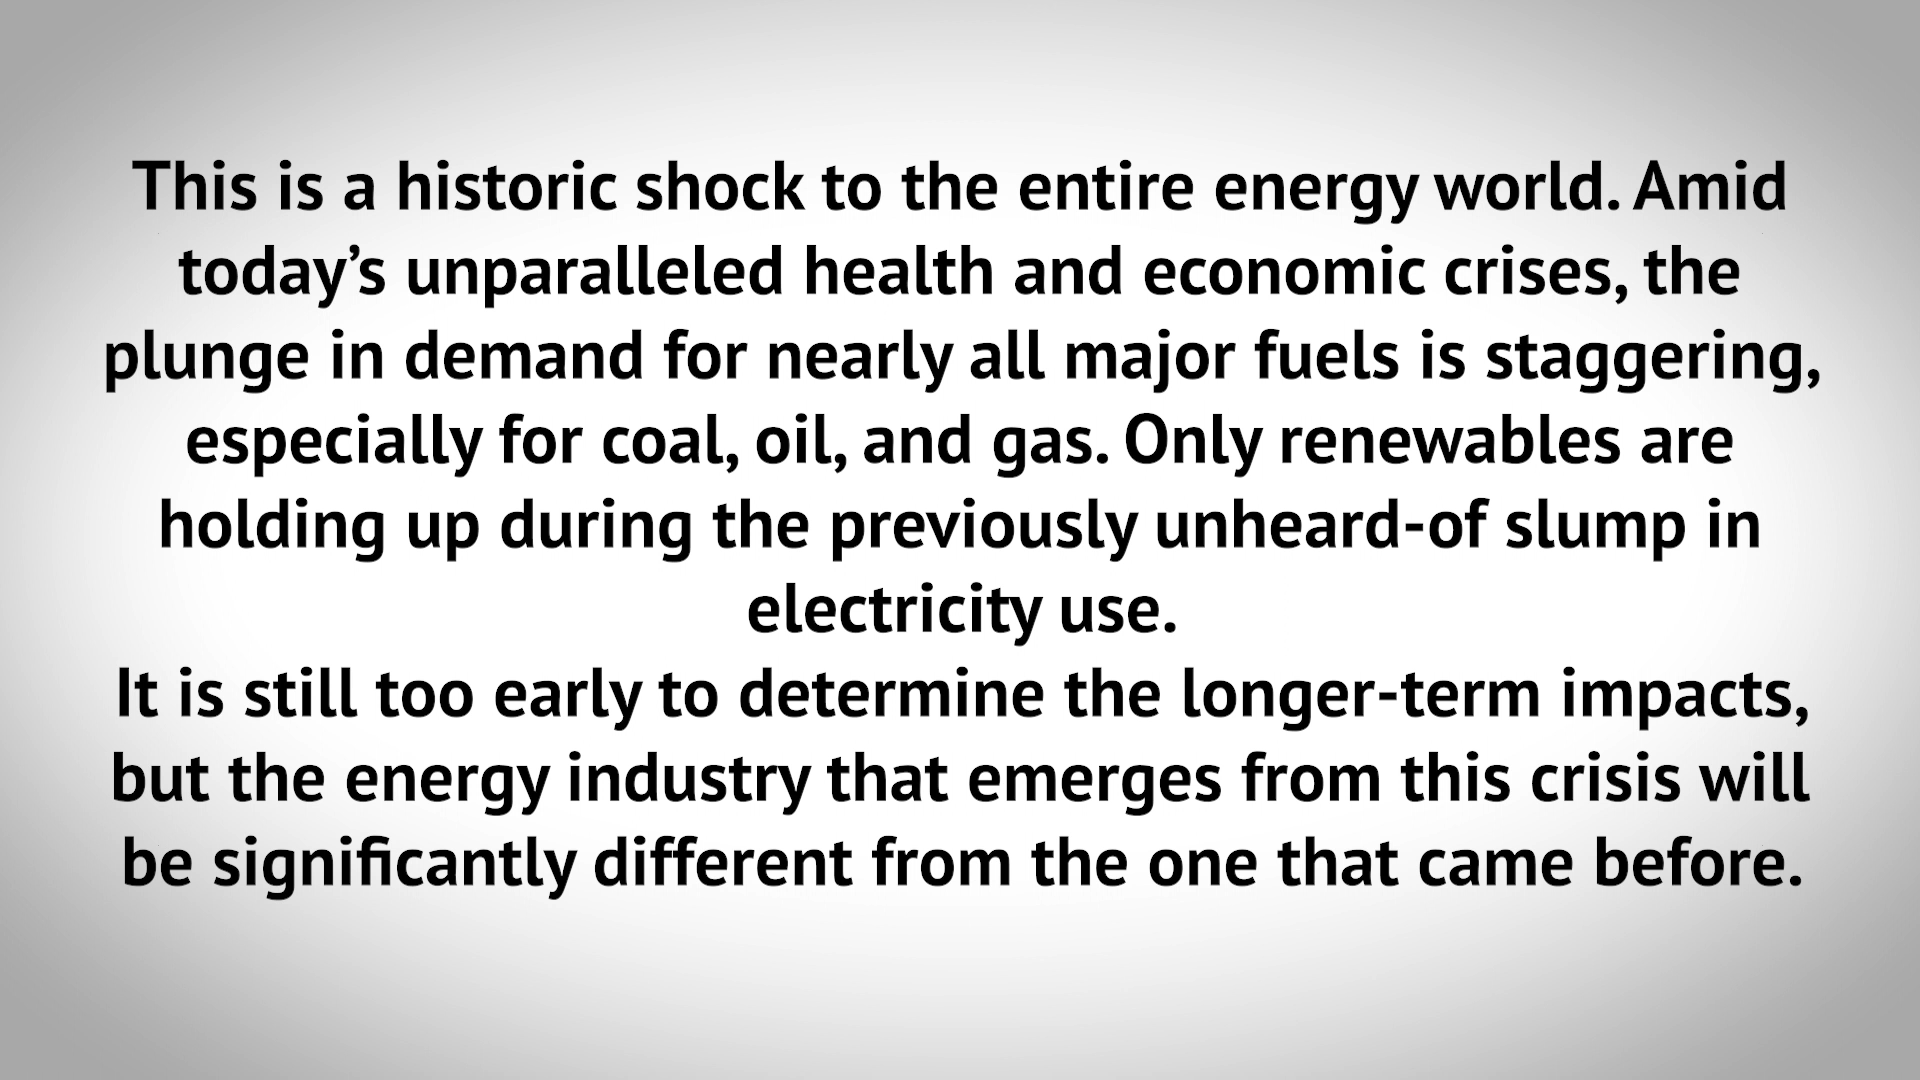 This is a historic shock to the entire energy world. Amid
today’s unparalleled health and economic crises, the
plunge in demand for nearly all major fuels is staggering,
especially for coal, oil, and gas. Only renewables are
holding up during the previously unheard-of slump in
electricity use.
It is still too early to determine the longer-term impacts,
but the energy industry that emerges from this crisis will
be significantly different from the one that came before.